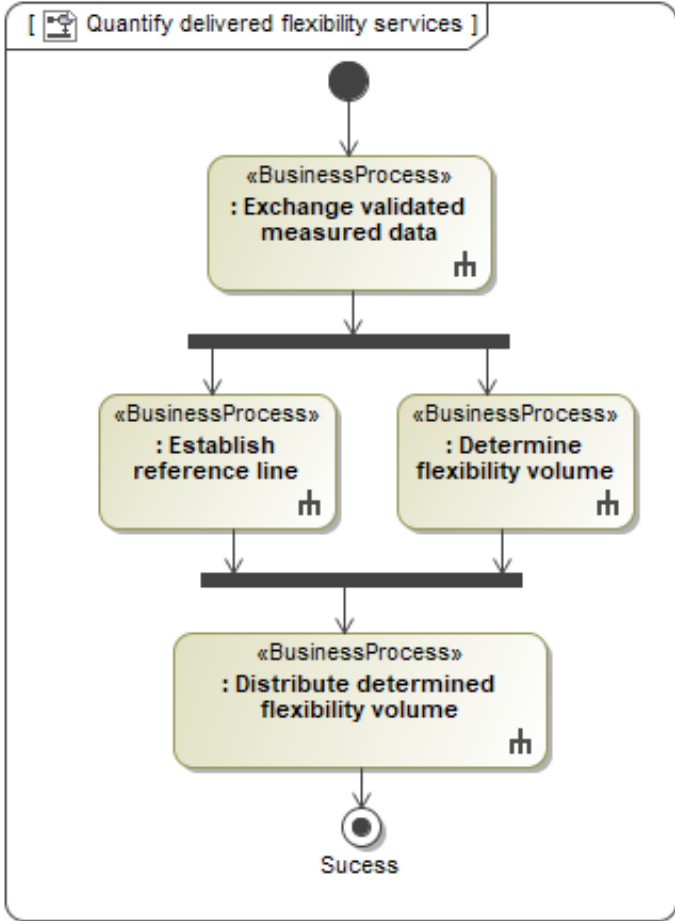 [ Quantify delivered flexibility services ]
«BusinessProcess»
: Exchange validated
measured data
«BusinessProcess»
: Establish
reference line
«BusinessProcess»
: Determine
flexibility volume
«BusinessProcess»
: Distribute determined
flexibility volume
Sucess